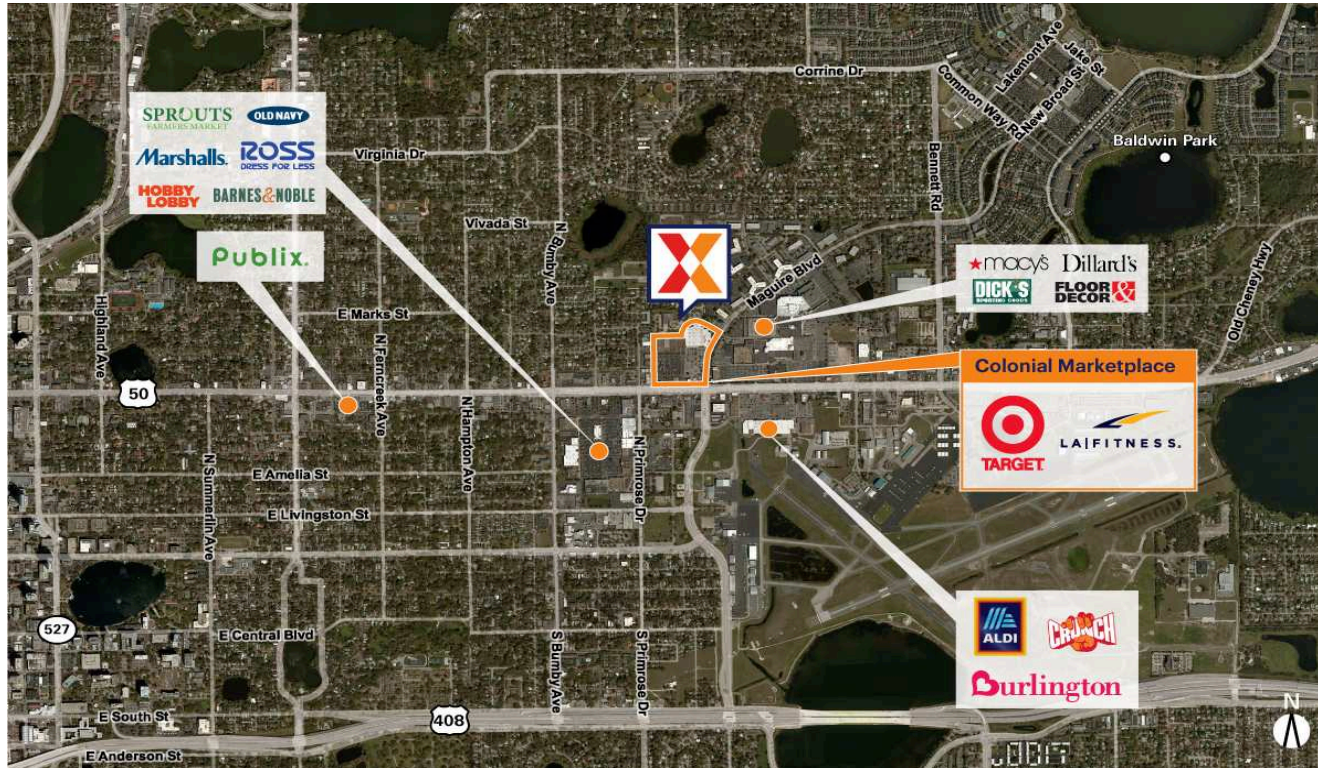 Corrine Dr
Lakemont Ave
Jake St
Common Way Rd
New Broad St
Baldwin Park
SPROUTS
FARMERS MARKET
OLD NAVY
Marshalls.
ROSS
DRESS FOR LESS
HOBBY
LOBBY
BARNES&NOBLE
Virginia Dr
Bennett Rd
Vivada St
N Bumby Ave
Publix.
Maguire Blvd
macy's
Dillard's
DICK'S
SPORTING GOODS
FLOOR
& DECOR
Old Cheney Hwy
Highland Ave
E Marks St
N Ferncreek Ave
50
N Hampton Ave
Colonial Marketplace
TARGET
LA|FITNESS.
N Summerlin Ave
E Amelia St
N Primrose Dr
E Livingston St
527
E Central Blvd
S Bumby Ave
S Primrose Dr
ALDI
CRUNCH
Burlington
E South St
408
E Anderson St
N